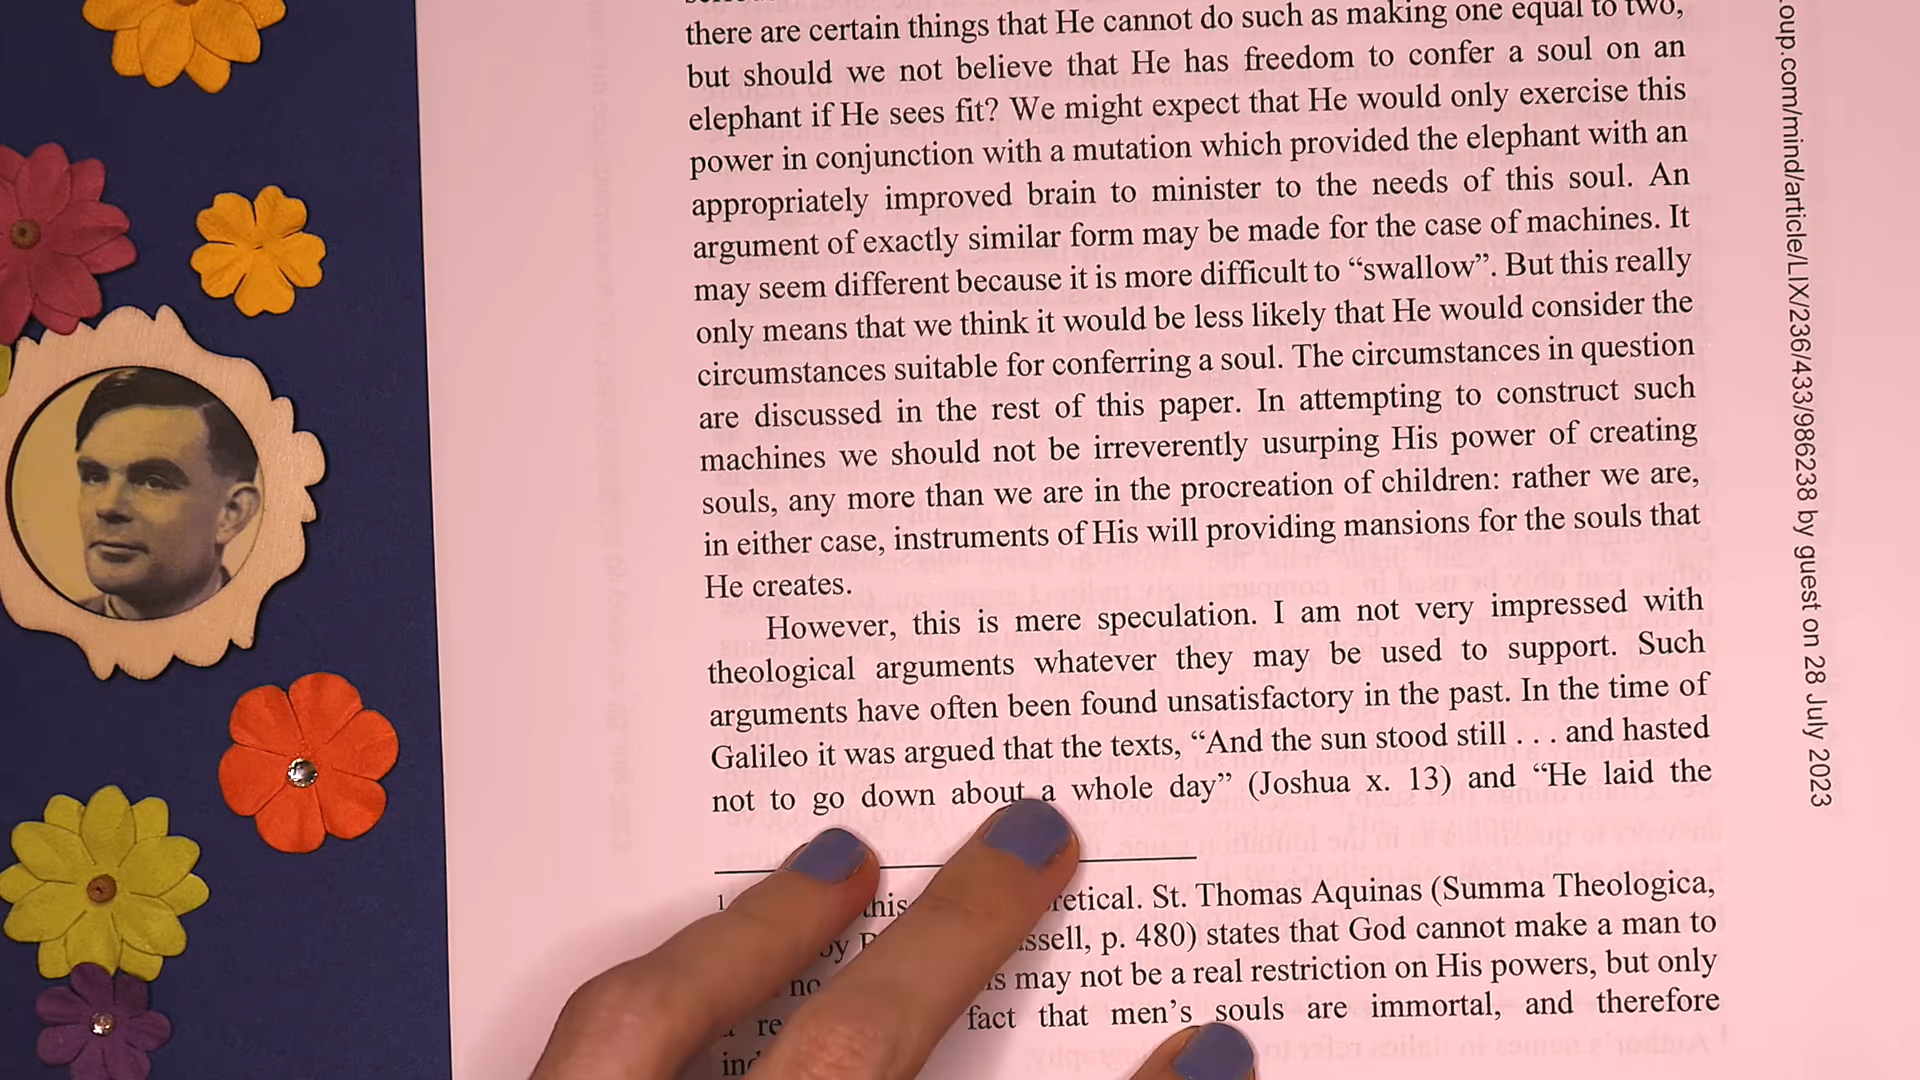 there are certain things that He cannot do such as making one equal to two,
but should we not believe that He has freedom to confer a soul on an
elephant if He sees fit? We might expect that He would only exercise this
power in conjunction with a mutation which provided the elephant with an
appropriately improved brain to minister to the needs of this soul. An
argument of exactly similar form may be made for the case of machines. It
may seem different because it is more difficult to “swallow”. But this really
only means that we think it would be less likely that He would consider the
circumstances suitable for conferring a soul. The circumstances in question
are discussed in the rest of this paper. In attempting to construct such
machines we should not be irreverently usurping His power of creating
souls, any more than we are in the procreation of children: rather we are,
in either case, instruments of His will providing mansions for the souls that
He creates.
However, this is mere speculation. I am not very impressed with
theological arguments whatever they may be used to support. Such
arguments have often been found unsatisfactory in the past. In the time of
Galileo it was argued that the texts, “And the sun stood still . . . and hasted
not to go down about a whole day” (Joshua x. 13) and “He laid the
1 this retical. St. Thomas Aquinas (Summa Theologica,
by ssell, p. 480) states that God cannot make a man to
no s may not be a real restriction on His powers, but only
a re fact that men’s souls are immortal, and therefore
ind
.oup.com/mind/article/LIX/236/433/986238 by guest on 28 July 2023